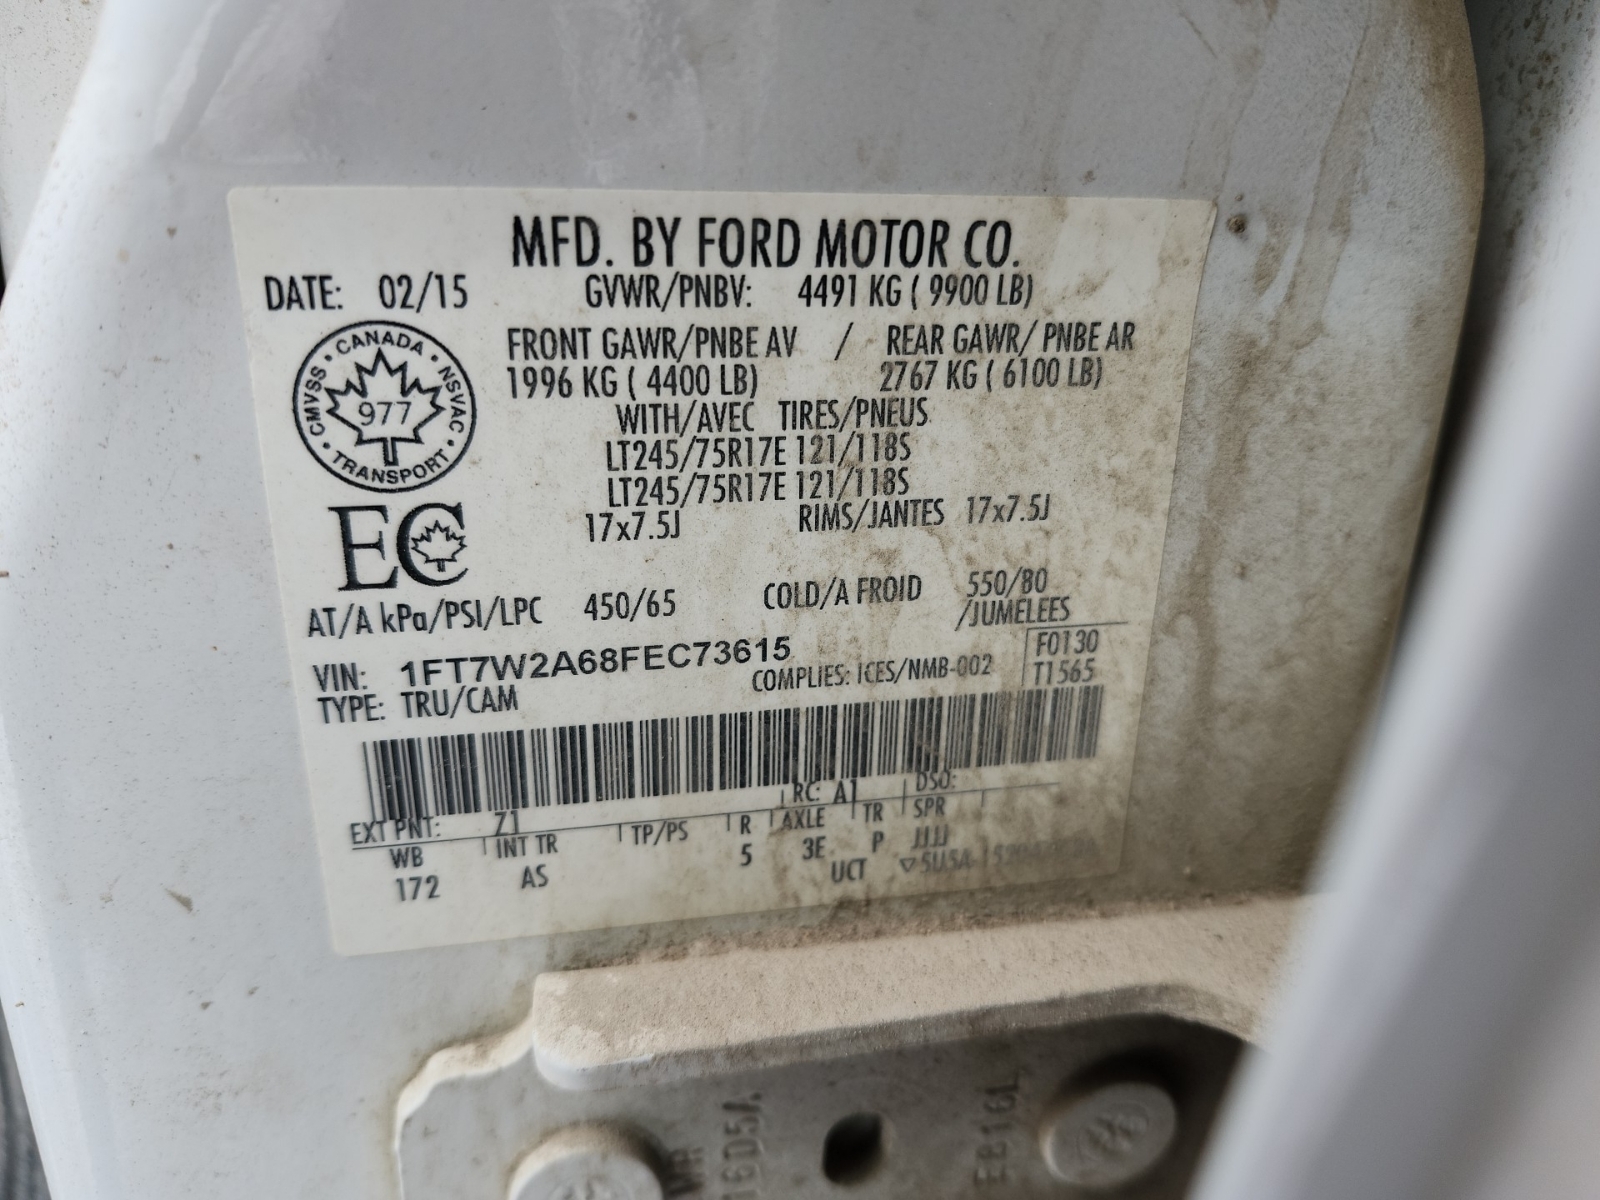 MFD. BY FORD MOTOR CO.
DATE: 02/15 GVWR/PNBV: 4491 KG ( 9900 LB)
FRONT GAWR/PNBE AV / REAR GAWR/ PNBE AR
1996 KG ( 4400 LB) 2767 KG ( 6100 LB)
WITH/AVEC TIRES/PNEUS
LT245/75R17E 121/118S
LT245/75R17E 121/118S
17x7.5J RIMS/JANTES 17x7.5J
CANADA
CMVSS NSVAC
977
TRANSPORT
EC
AT/A kPa/PSI/LPC 450/65 COLD/A FROID 550/80
/JUMELEES
VIN: 1FT7W2A68FEC73615
F0130
TYPE: TRU/CAM COMPLIES: ICES/NMB-002 T1565
RC: A1 DSO:
EXT PNT: Z1
WB INT TR TP/PS R AXLE TR SPR
172 AS 5 3E P JJJJ
UCT
16D5A
EB16L